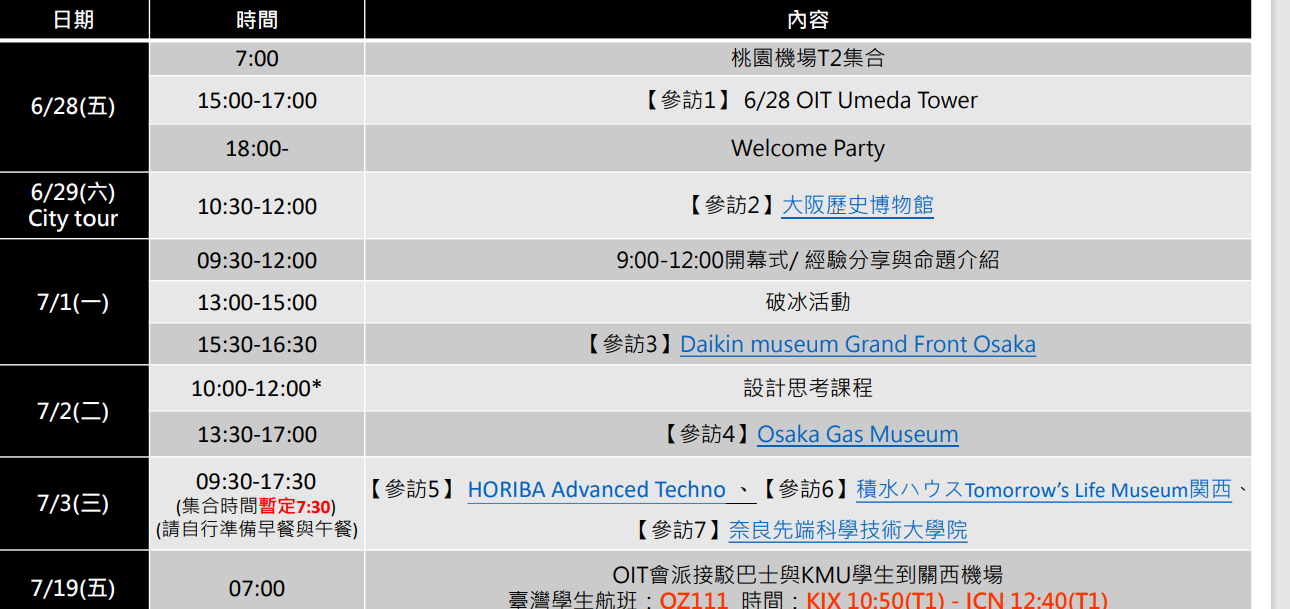 日期 時間 內容
6/28(五)
7:00 桃園機場T2集合
15:00-17:00 【參訪1】 6/28 OIT Umeda Tower
18:00- Welcome Party
6/29(六)
City tour
10:30-12:00 【參訪2】大阪歷史博物館
7/1(一)
09:30-12:00 9:00-12:00開幕式/ 經驗分享與命題介紹
13:00-15:00 破冰活動
15:30-16:30 【參訪3】Daikin museum Grand Front Osaka
7/2(二)
10:00-12:00* 設計思考課程
13:30-17:00 【參訪4】Osaka Gas Museum
7/3(三)
09:30-17:30
(集合時間暫定7:30)
(請自行準備早餐與午餐)
【參訪5】 HORIBA Advanced Techno 、【參訪6】積水ハウスTomorrow’s Life Museum関西、
【參訪7】奈良先端科學技術大學院
7/19(五)
07:00
OIT會派接駁巴士與KMU學生到關西機場
臺灣學生航班：OZ111 時間：KIX 10:50(T1) - ICN 12:40(T1)